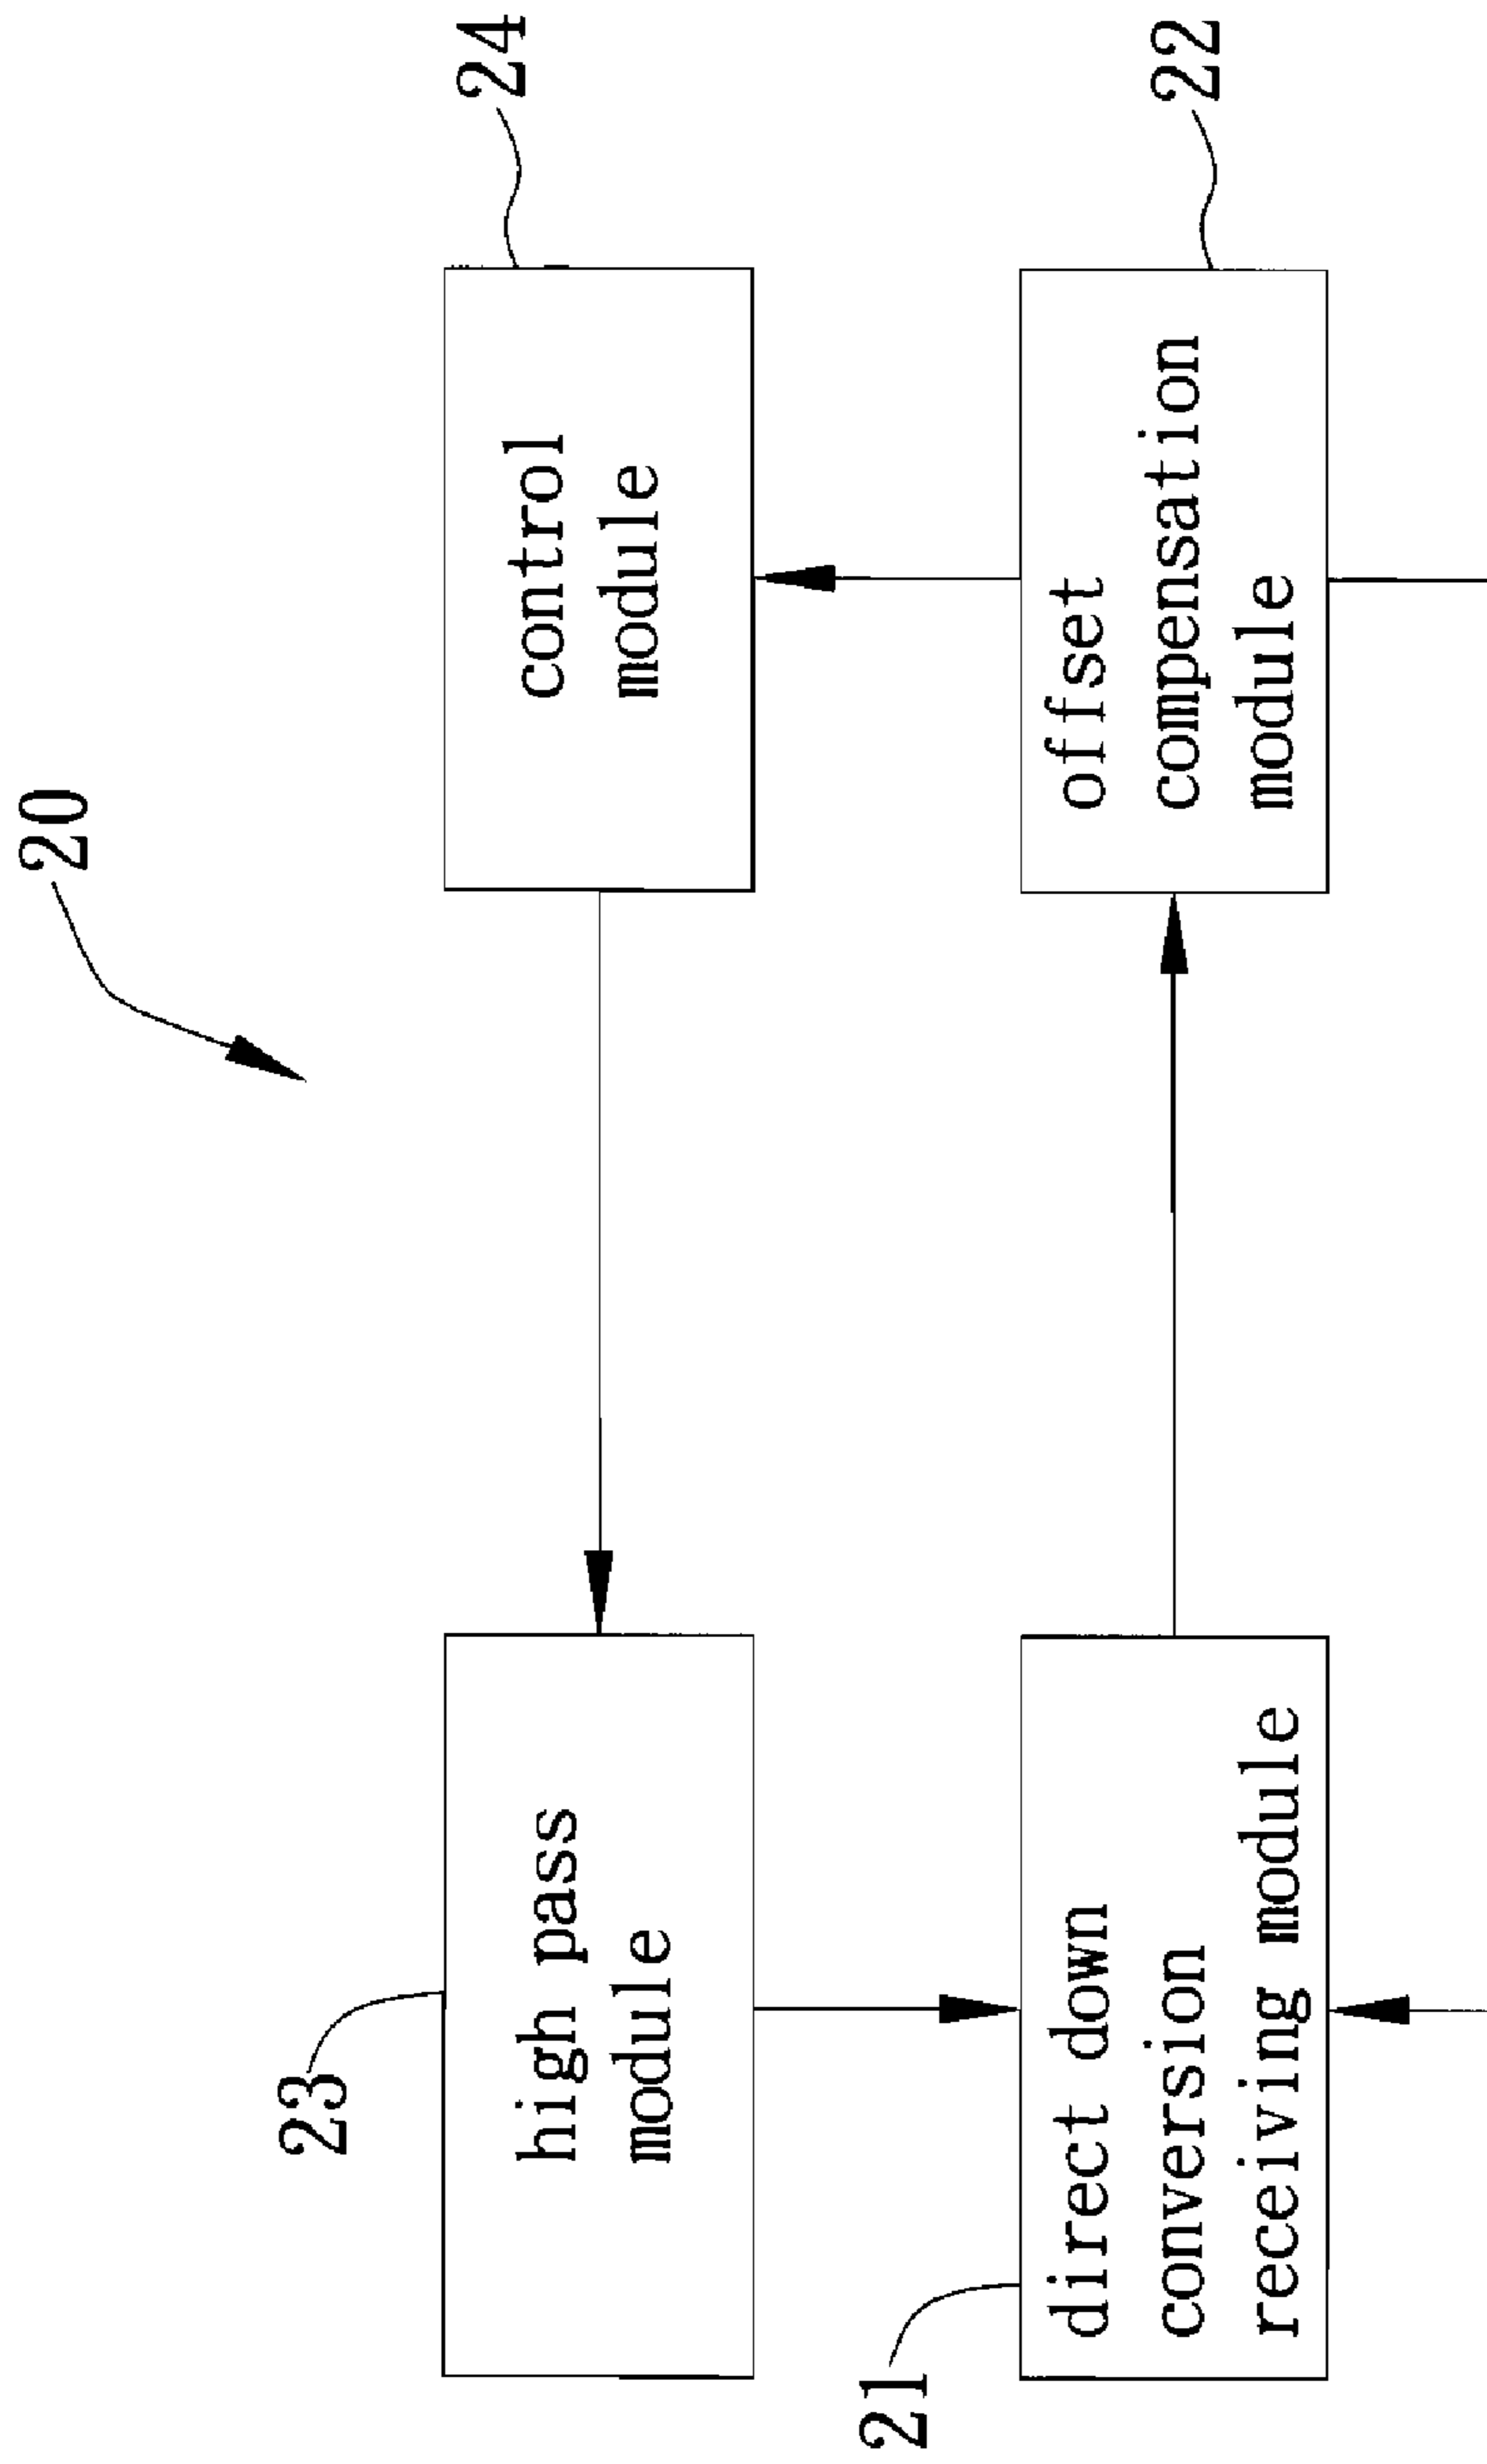 20
23
high pass
module
control
module
24
21
direct down
conversion
receiving module
offset
compensation
module
22